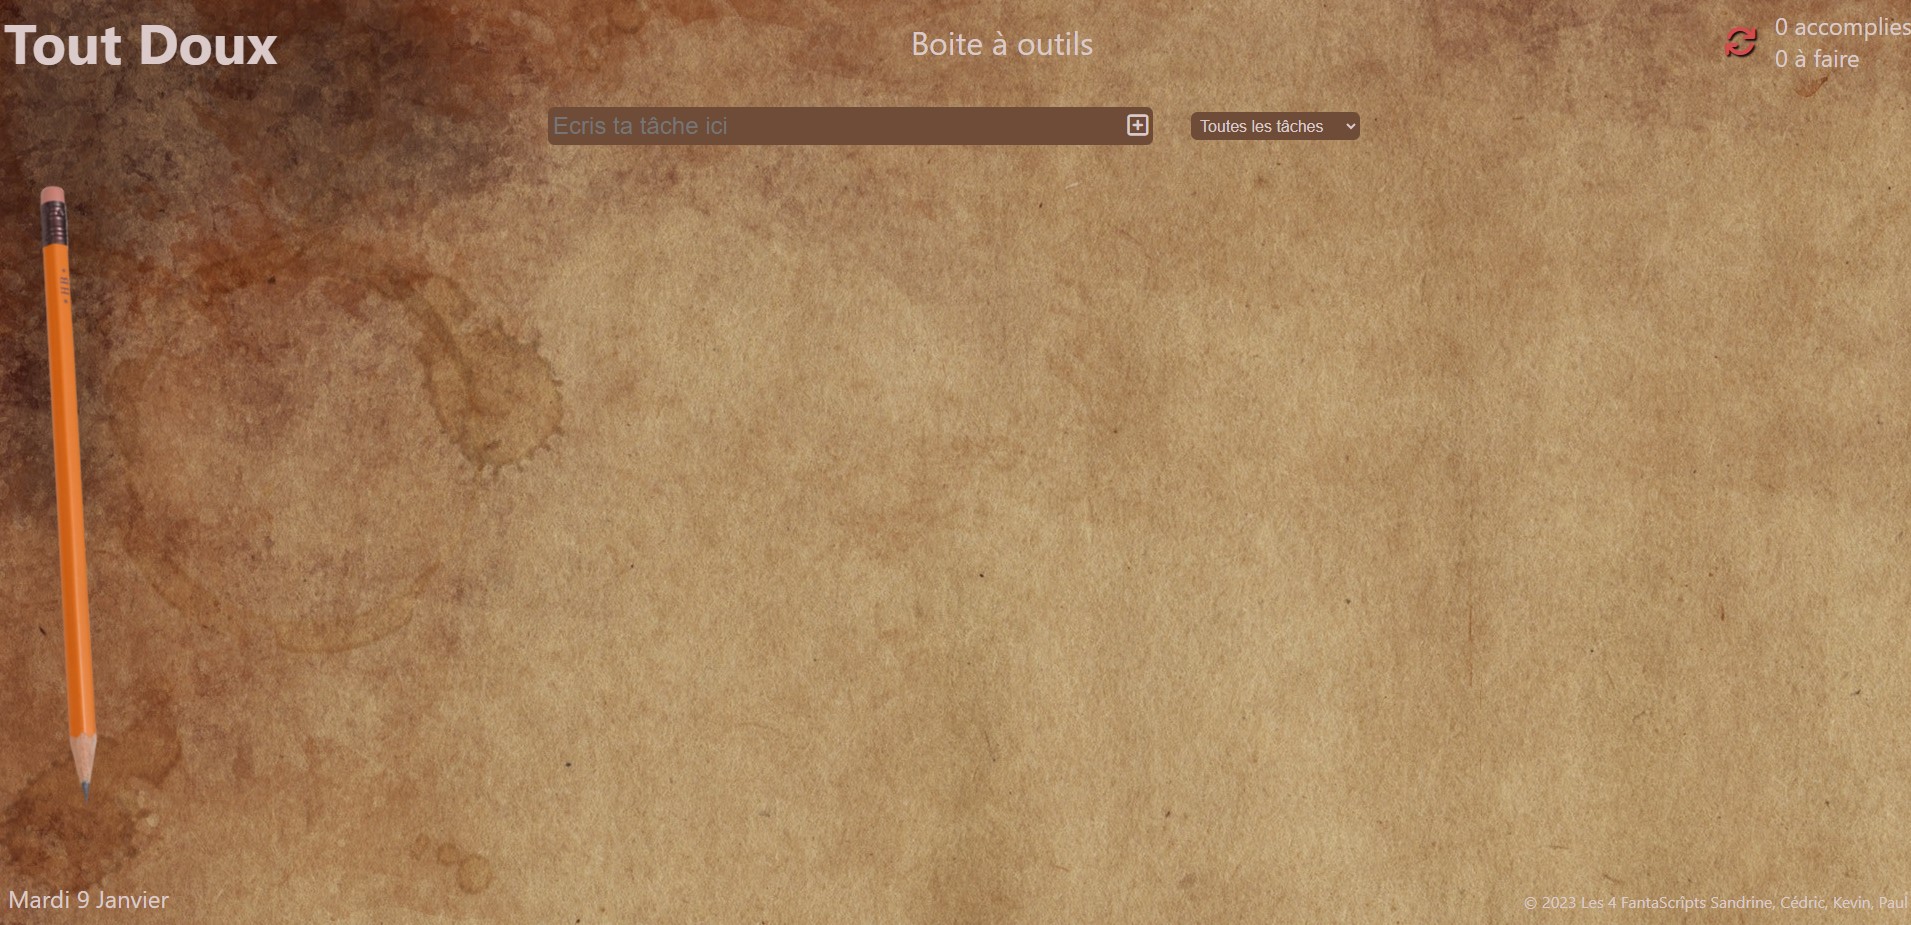 Tout Doux
Boite à outils
0 accomplies
0 à faire
Ecris ta tâche ici
Toutes les tâches
HB
Mardi 9 Janvier
© 2023 Les 4 FantaScripts Sandrine, Cédric, Kevin, Paul